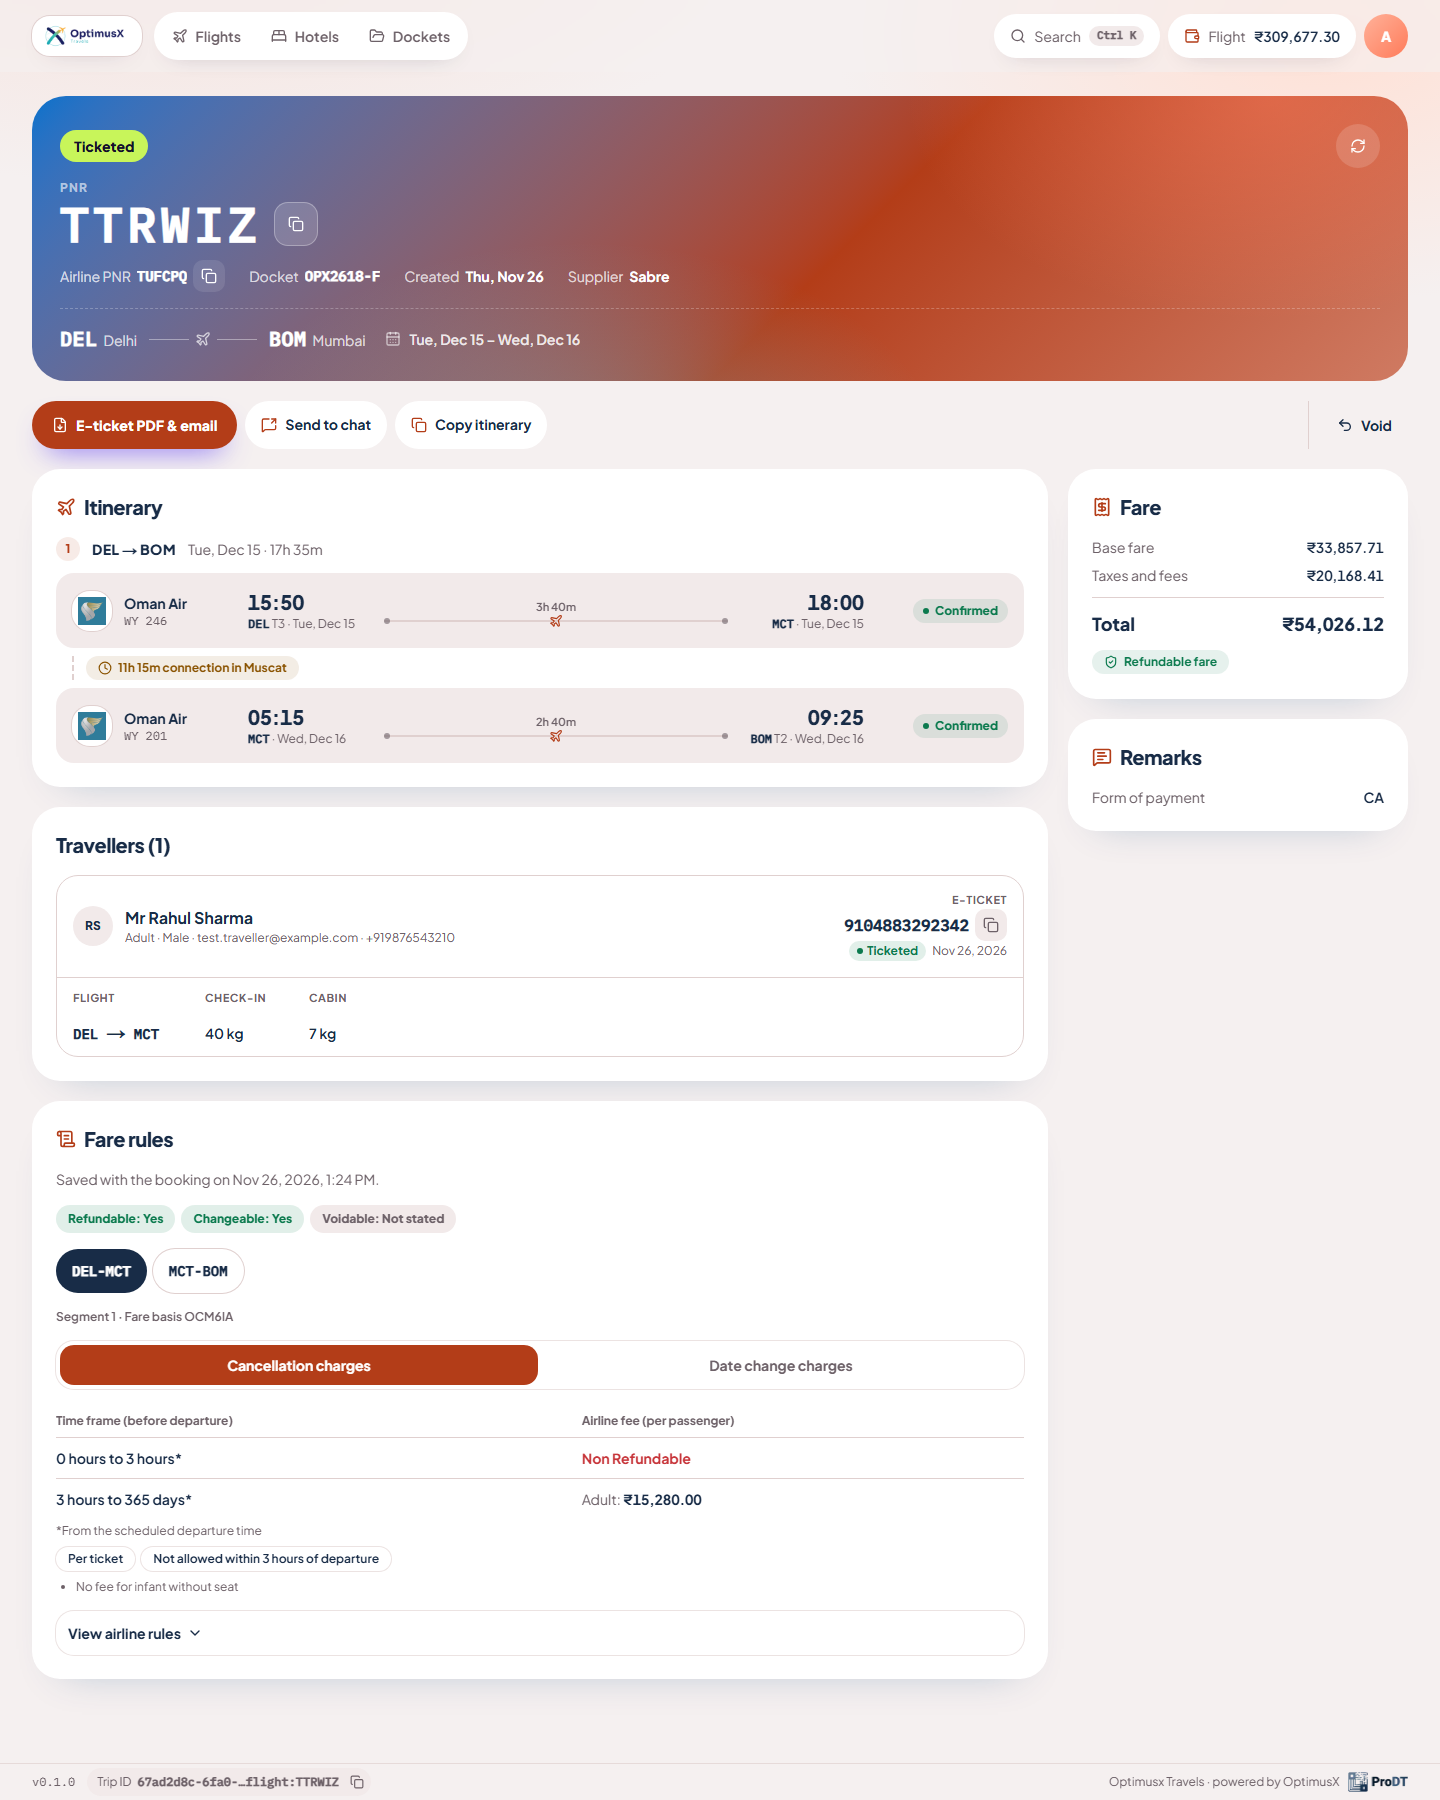 OptimusX
Travels
Flights
Hotels
Dockets
Search Ctrl K
Flight ₹309,677.30
A
Ticketed
PNR
TTRWIZ
Airline PNR TUFCPQ Docket OPX2618-F Created Thu, Nov 26 Supplier Sabre
DEL Delhi BOM Mumbai Tue, Dec 15 – Wed, Dec 16
E-ticket PDF & email
Send to chat
Copy itinerary
Void
Itinerary
1 DEL → BOM Tue, Dec 15 · 17h 35m
Oman Air
WY 246
15:50
DEL T3 · Tue, Dec 15
3h 40m
18:00
MCT · Tue, Dec 15
Confirmed
11h 15m connection in Muscat
Oman Air
WY 201
05:15
MCT · Wed, Dec 16
2h 40m
09:25
BOM T2 · Wed, Dec 16
Confirmed
Fare
Base fare ₹33,857.71
Taxes and fees ₹20,168.41
Total ₹54,026.12
Refundable fare
Remarks
Form of payment CA
Travellers (1)
RS
Mr Rahul Sharma
Adult · Male · test.traveller@example.com · +919876543210
E-TICKET
9104883292342
Ticketed Nov 26, 2026
FLIGHT CHECK-IN CABIN
DEL → MCT 40 kg 7 kg
Fare rules
Saved with the booking on Nov 26, 2026, 1:24 PM.
Refundable: Yes Changeable: Yes Voidable: Not stated
DEL-MCT MCT-BOM
Segment 1 · Fare basis OCM6IA
Cancellation charges Date change charges
Time frame (before departure) Airline fee (per passenger)
0 hours to 3 hours* Non Refundable
3 hours to 365 days* Adult: ₹15,280.00
*From the scheduled departure time
Per ticket Not allowed within 3 hours of departure
• No fee for infant without seat
View airline rules
v0.1.0 Trip ID 67ad2d8c-6fa0-…flight:TTRWIZ
Optimusx Travels · powered by OptimusX ProDT